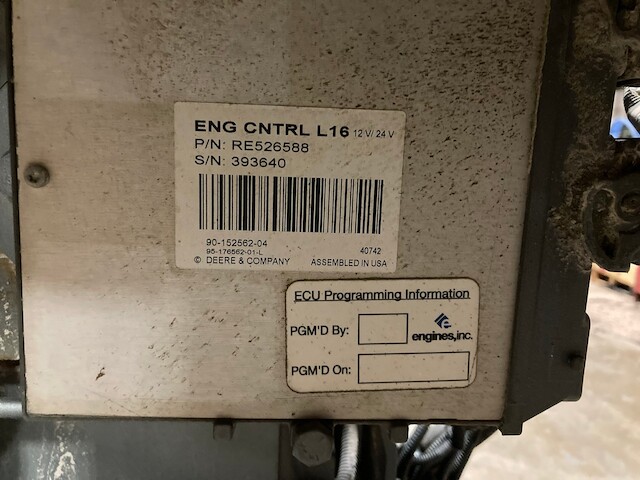 ENG CNTRL L16 12 V/ 24 V
P/N: RE526588
S/N: 393640
90-152562-04
95-176562-01-L 40742
© DEERE & COMPANY ASSEMBLED IN USA
ECU Programming Information
PGM'D By:
engines,inc.
PGM'D On: